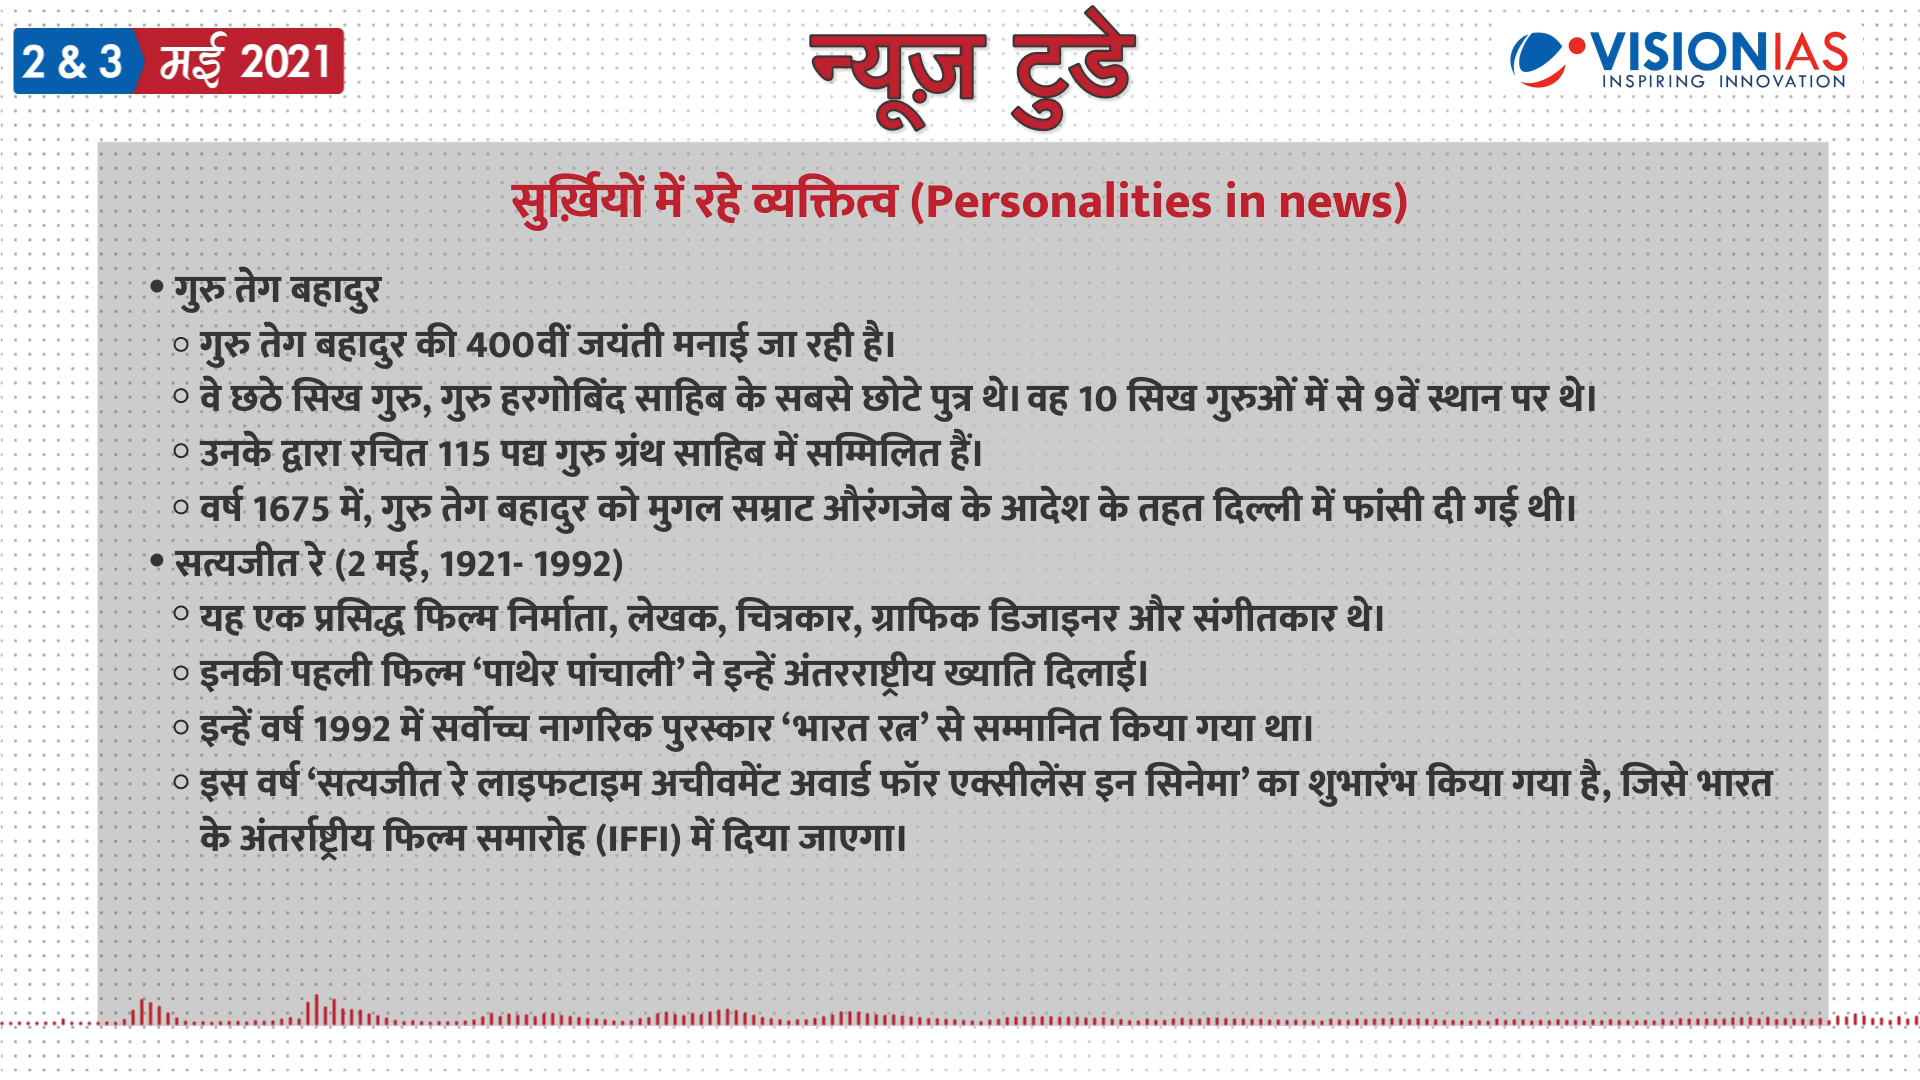 2 & 3 मई 2021
न्यूज़ टुडे
VISIONIAS
INSPIRING INNOVATION
सुर्ख़ियों में रहे व्यक्तित्व (Personalities in news)
• गुरु तेग बहादुर
○ गुरु तेग बहादुर की 400वीं जयंती मनाई जा रही है।
○ वे छठे सिख गुरु, गुरु हरगोबिंद साहिब के सबसे छोटे पुत्र थे। वह 10 सिख गुरुओं में से 9वें स्थान पर थे।
○ उनके द्वारा रचित 115 पद्य गुरु ग्रंथ साहिब में सम्मिलित हैं।
○ वर्ष 1675 में, गुरु तेग बहादुर को मुगल सम्राट औरंगजेब के आदेश के तहत दिल्ली में फांसी दी गई थी।
• सत्यजीत रे (2 मई, 1921- 1992)
○ यह एक प्रसिद्ध फिल्म निर्माता, लेखक, चित्रकार, ग्राफिक डिजाइनर और संगीतकार थे।
○ इनकी पहली फिल्म ‘पाथेर पांचाली’ ने इन्हें अंतरराष्ट्रीय ख्याति दिलाई।
○ इन्हें वर्ष 1992 में सर्वोच्च नागरिक पुरस्कार ‘भारत रत्न’ से सम्मानित किया गया था।
○ इस वर्ष ‘सत्यजीत रे लाइफटाइम अचीवमेंट अवार्ड फॉर एक्सीलेंस इन सिनेमा’ का शुभारंभ किया गया है, जिसे भारत
के अंतर्राष्ट्रीय फिल्म समारोह (IFFI) में दिया जाएगा।